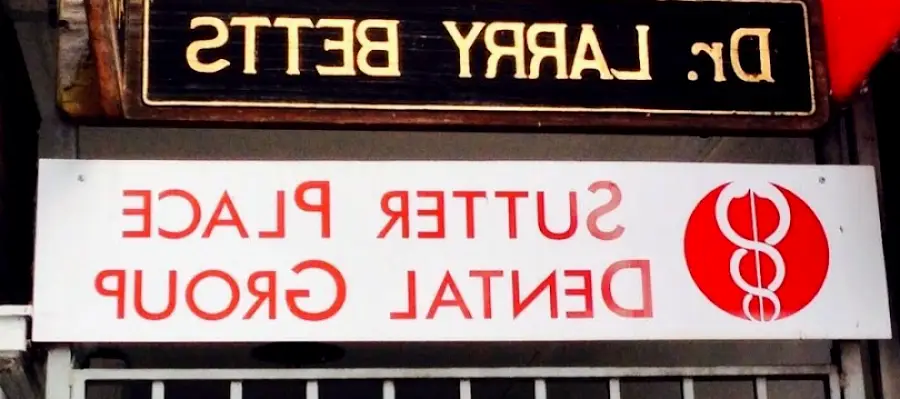 Dr. LARRY BETTS
SUTTER PLACE
DENTAL GROUP